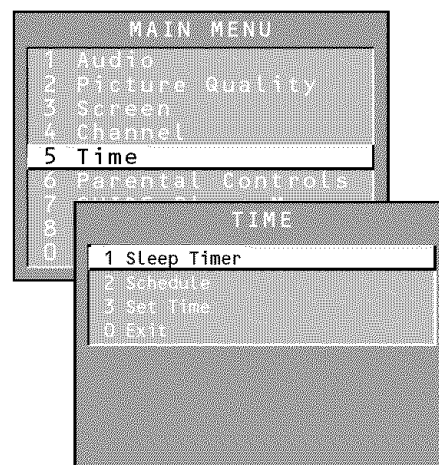 MAIN MENU
1 Audio
2 Picture Quality
3 Screen
4 Channel
5 Time
6 Parental Controls
7
8
0
TIME
1 Sleep Timer
2 Schedule
3 Set Time
0 Exit